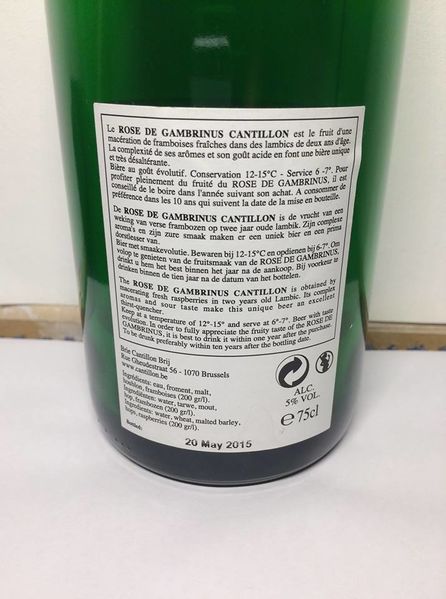 Le ROSE DE GAMBRINUS CANTILLON est le fruit d'une
macération de framboises fraîches dans des lambics de deux ans d'âge.
La complexité de ses arômes et son goût acide en font une bière unique
et très désaltérante.
Bière au goût évolutif. Conservation 12-15°C - Service 6 -7°. Pour
profiter pleinement du fruité du ROSE DE GAMBRINUS, il est
conseillé de le boire dans l'année suivant son achat. A consommer de
préférence dans les 10 ans qui suivent la date de la mise en bouteille.
De ROSE DE GAMBRINUS CANTILLON is de vrucht van een
weking van verse frambozen op twee jaar oude lambik. Zijn complexe
aroma's en zijn zure smaak maken er een uniek bier en een prima
dorstlesser van.
Bier met smaakevolutie. Bewaren bij 12-15°C en opdienen bij 6-7°. Om
volop te genieten van de fruitsmaak van de ROSE DE GAMBRINUS,
drinkt u hem het best binnen het jaar na de aankoop. Bij voorkeur te
drinken binnen de tien jaar na de datum van het bottelen.
The ROSE DE GAMBRINUS CANTILLON is obtained by
macerating fresh raspberries in two years old Lambic. Its complex
aromas and sour taste make this unique beer an excellent
thirst-quencher.
Keep at a temperature of 12°-15° and serve at 6-7°. Beer with taste
evolution. In order to fully appreciate the fruity taste of the ROSE DE
GAMBRINUS, it is best to drink it within one year after the purchase.
To be drunk preferably within ten years after the bottling date.
Brie Cantillon Brij
Rue Gheudestraat 56 - 1070 Brussels
www.cantillon.be
Ingrédients: eau, froment, malt,
houblon, framboises (200 gr/l).
Ingrediënten: water, tarwe, mout,
hop, frambozen (200 gr/l).
Ingredients: water, wheat, malted barley,
hops, raspberries (200 gr/l).
ALC.
5% VOL.
e 75cl
Bottled:
20 May 2015